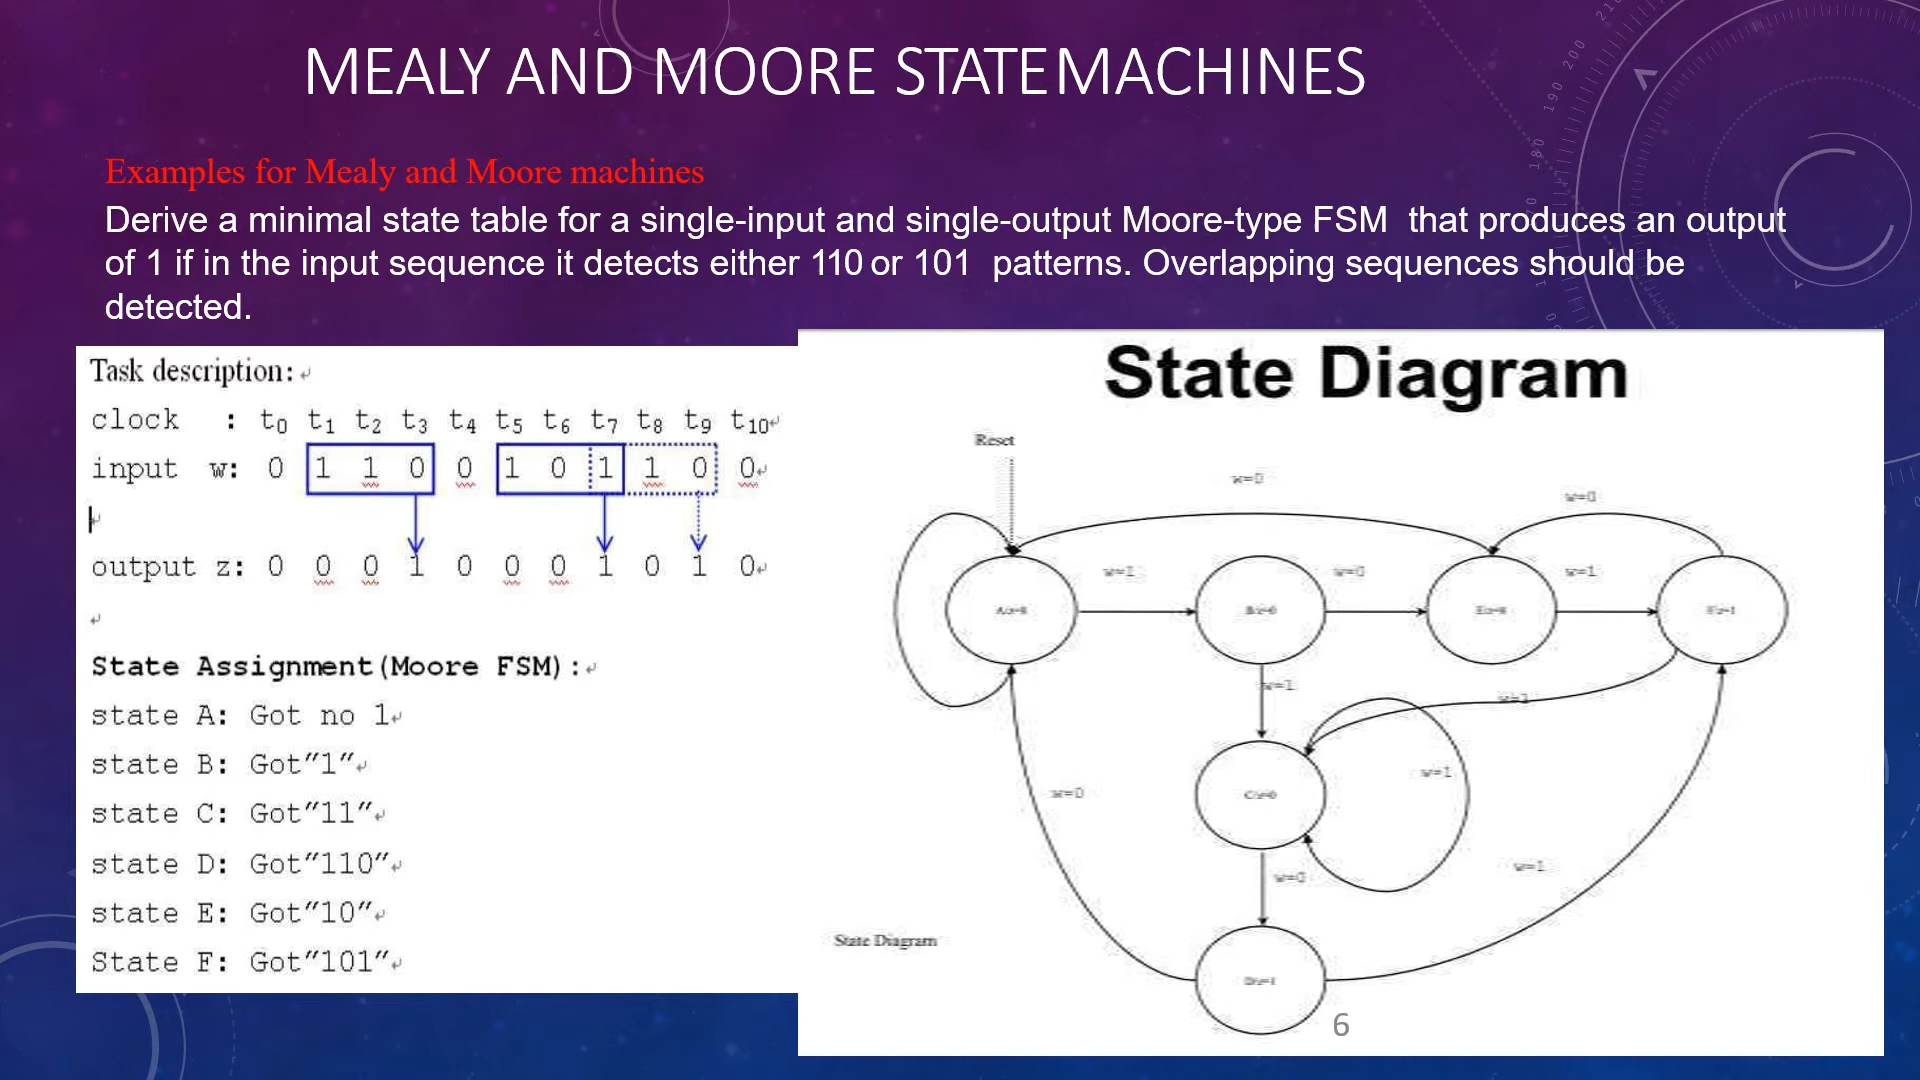 MEALY AND MOORE STATEMACHINES
Examples for Mealy and Moore machines
Derive a minimal state table for a single-input and single-output Moore-type FSM that produces an output
of 1 if in the input sequence it detects either 110 or 101 patterns. Overlapping sequences should be
detected.
Task description:
clock : t0 t1 t2 t3 t4 t5 t6 t7 t8 t9 t10
input w: 0 1 1 0 0 1 0 1 1 0 0
output z: 0 0 0 1 0 0 0 1 0 1 0
State Assignment(Moore FSM):
state A: Got no 1
state B: Got"1"
state C: Got"11"
state D: Got"110"
state E: Got"10"
State F: Got"101"
State Diagram
Reset
w=0
w=0
w=1
w=0
w=1
w=1
w=1
w=1
w=0
w=0
w=1
State Diagram
6
210
200
190
180